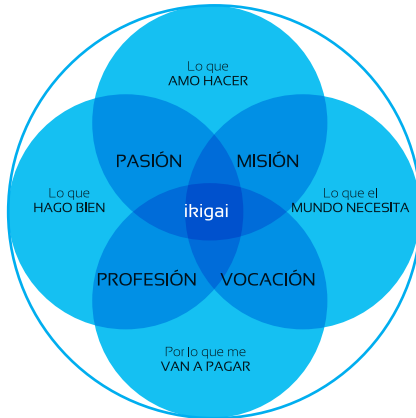 Lo que
AMO HACER
PASIÓN
MISIÓN
Lo que
HAGO BIEN
ikigai
Lo que el
MUNDO NECESITA
PROFESIÓN
VOCACIÓN
Por lo que me
VAN A PAGAR